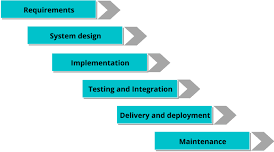 Requirements
System design
Implementation
Testing and Integration
Delivery and deployment
Maintenance